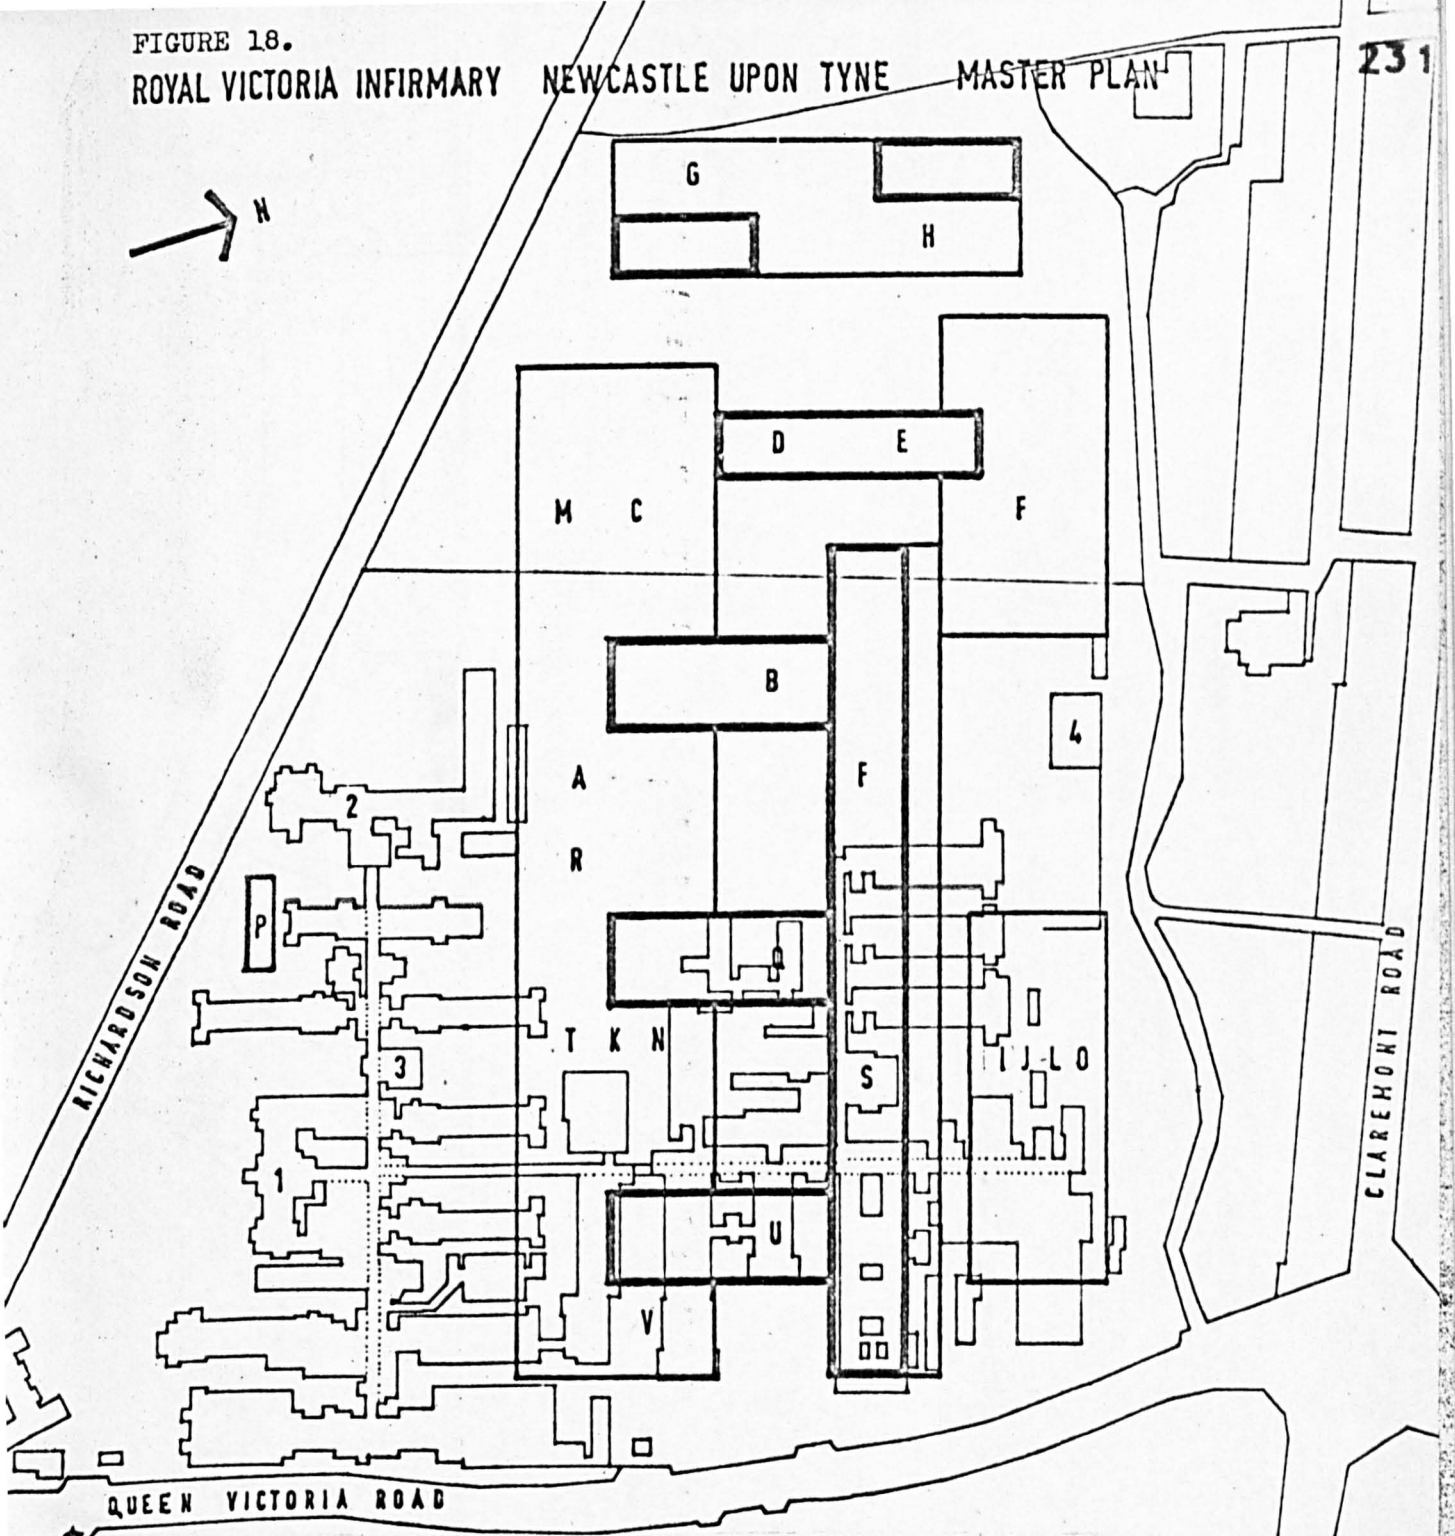 FIGURE 18.
231
ROYAL VICTORIA INFIRMARY NEWCASTLE UPON TYNE MASTER PLAN
N
G
H
D E
M C
F
B
4
A
F
2
R
P
Q
T K N
3
S
I J L O
1
U
V
RICHARDSON ROAD
CLAREMONT ROAD
QUEEN VICTORIA ROAD